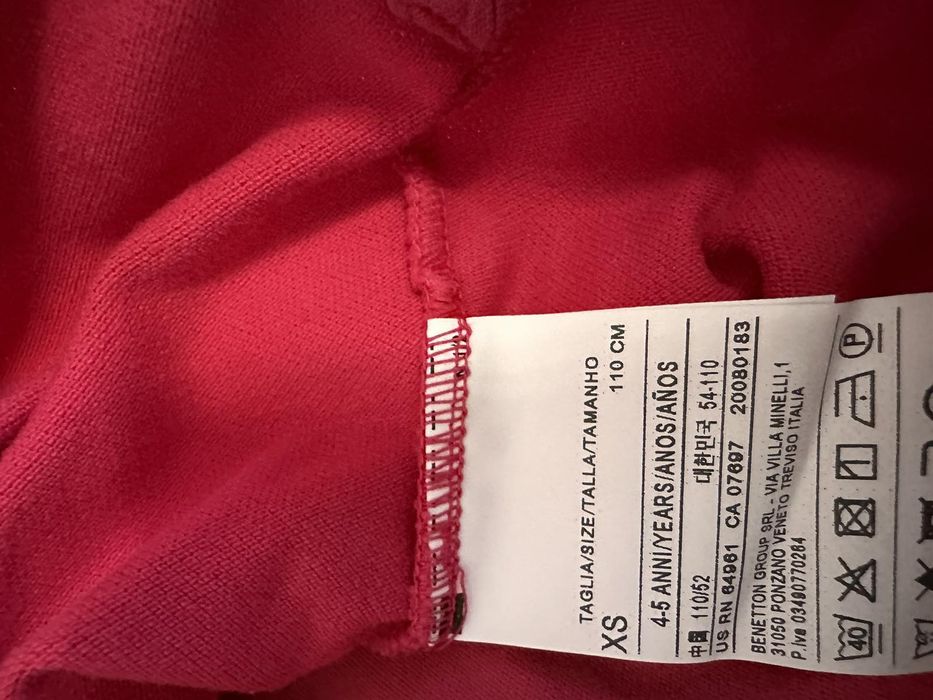 TAGLIA/SIZE/TALLA/TAMANHO
XS 110 CM
4-5 ANNI/YEARS/ANOS/AÑOS
中国 110/52 대한민국 54-110
US RN 64961 CA 07697 20080183
BENETTON GROUP SRL - VIA VILLA MINELLI,1
31050 PONZANO VENETO TREVISO ITALIA
P.iva 03490770264
40 P